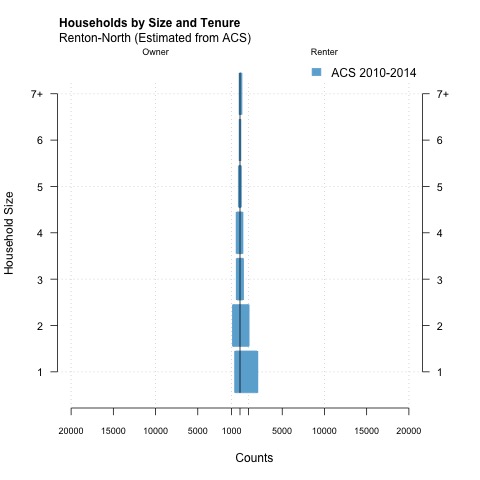 Households by Size and Tenure
Renton-North (Estimated from ACS)
Owner Renter
ACS 2010-2014
7+ 7+
6 6
5 5
4 4
3 3
2 2
1 1
Household Size
20000 15000 10000 5000 1000 5000 10000 15000 20000
Counts